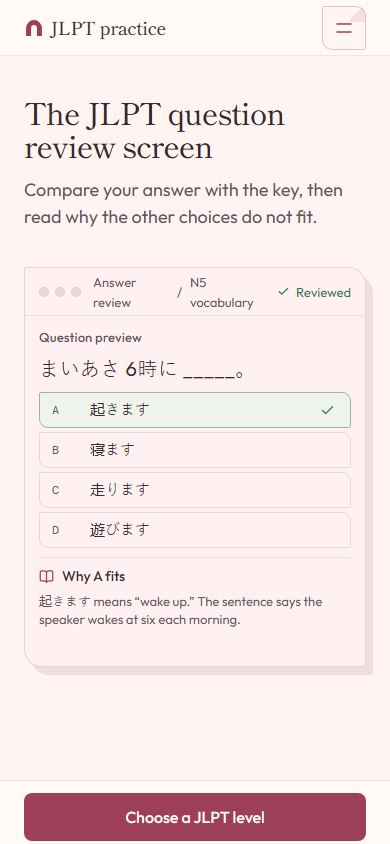 JLPT practice
The JLPT question
review screen
Compare your answer with the key, then
read why the other choices do not fit.
Answer review / N5 vocabulary Reviewed
Question preview
まいあさ 6時に _____。
A 起きます
B 寝ます
C 走ります
D 遊びます
Why A fits
起きます means “wake up.” The sentence says the
speaker wakes at six each morning.
Choose a JLPT level